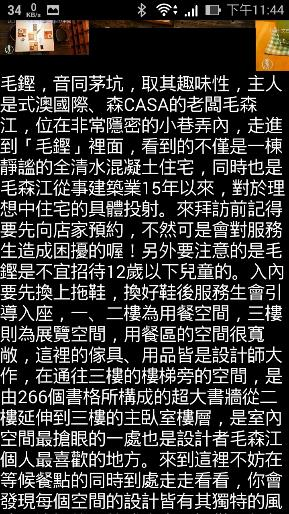 34 0 KB/s 下午11:44
毛鏗，音同茅坑，取其趣味性，主人
是式澳國際、森CASA的老闆毛森
江，位在非常隱密的小巷弄內，走進
到「毛鏗」裡面，看到的不僅是一棟
靜謐的全清水混凝土住宅，同時也是
毛森江從事建築業15年以來，對於理
想中住宅的具體投射。來拜訪前記得
要先向店家預約，不然可是會對服務
生造成困擾的喔！另外要注意的是毛
鏗是不宜招待12歲以下兒童的。入內
要先換上拖鞋，換好鞋後服務生會引
導入座，一、二樓為用餐空間，三樓
則為展覽空間，用餐區的空間很寬
敞，這裡的傢具、用品皆是設計師大
作，在通往三樓的樓梯旁的空間，是
由266個書格所構成的超大書牆從二
樓延伸到三樓的主臥室樓層，是室內
空間最搶眼的一處也是設計者毛森江
個人最喜歡的地方。來到這裡不妨在
等候餐點的同時到處走走看看，你會
發現每個空間的設計皆有其獨特的風